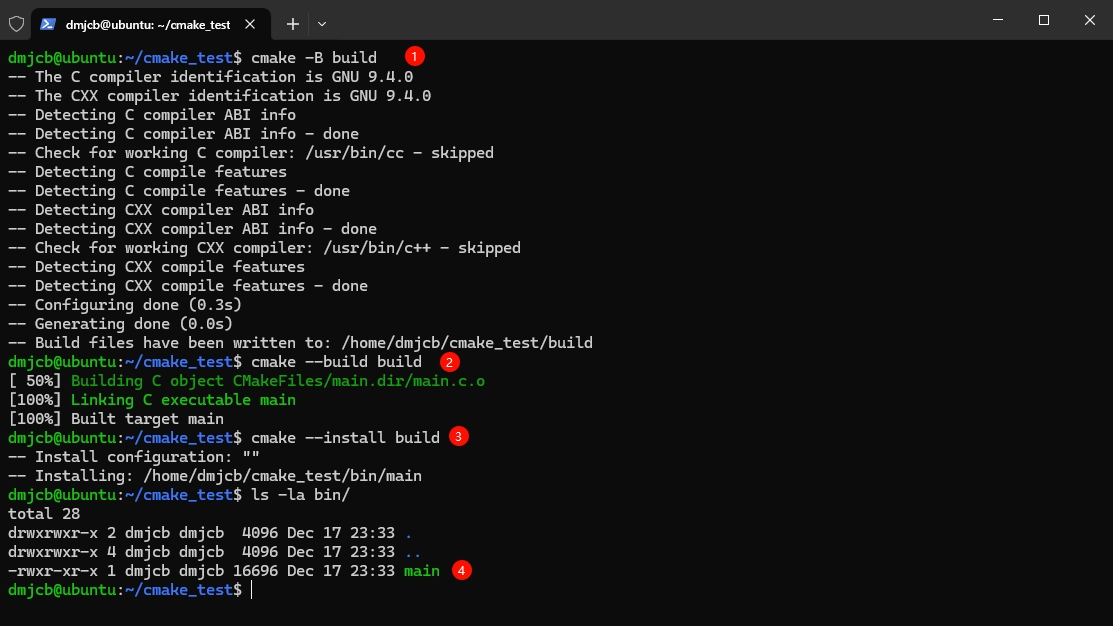 dmjcb@ubuntu: ~/cmake_test
dmjcb@ubuntu:~/cmake_test$ cmake -B build 1
-- The C compiler identification is GNU 9.4.0
-- The CXX compiler identification is GNU 9.4.0
-- Detecting C compiler ABI info
-- Detecting C compiler ABI info - done
-- Check for working C compiler: /usr/bin/cc - skipped
-- Detecting C compile features
-- Detecting C compile features - done
-- Detecting CXX compiler ABI info
-- Detecting CXX compiler ABI info - done
-- Check for working CXX compiler: /usr/bin/c++ - skipped
-- Detecting CXX compile features
-- Detecting CXX compile features - done
-- Configuring done (0.3s)
-- Generating done (0.0s)
-- Build files have been written to: /home/dmjcb/cmake_test/build
dmjcb@ubuntu:~/cmake_test$ cmake --build build 2
[ 50%] Building C object CMakeFiles/main.dir/main.c.o
[100%] Linking C executable main
[100%] Built target main
dmjcb@ubuntu:~/cmake_test$ cmake --install build 3
-- Install configuration: ""
-- Installing: /home/dmjcb/cmake_test/bin/main
dmjcb@ubuntu:~/cmake_test$ ls -la bin/
total 28
drwxrwxr-x 2 dmjcb dmjcb  4096 Dec 17 23:33 .
drwxrwxr-x 4 dmjcb dmjcb  4096 Dec 17 23:33 ..
-rwxr-xr-x 1 dmjcb dmjcb 16696 Dec 17 23:33 main 4
dmjcb@ubuntu:~/cmake_test$